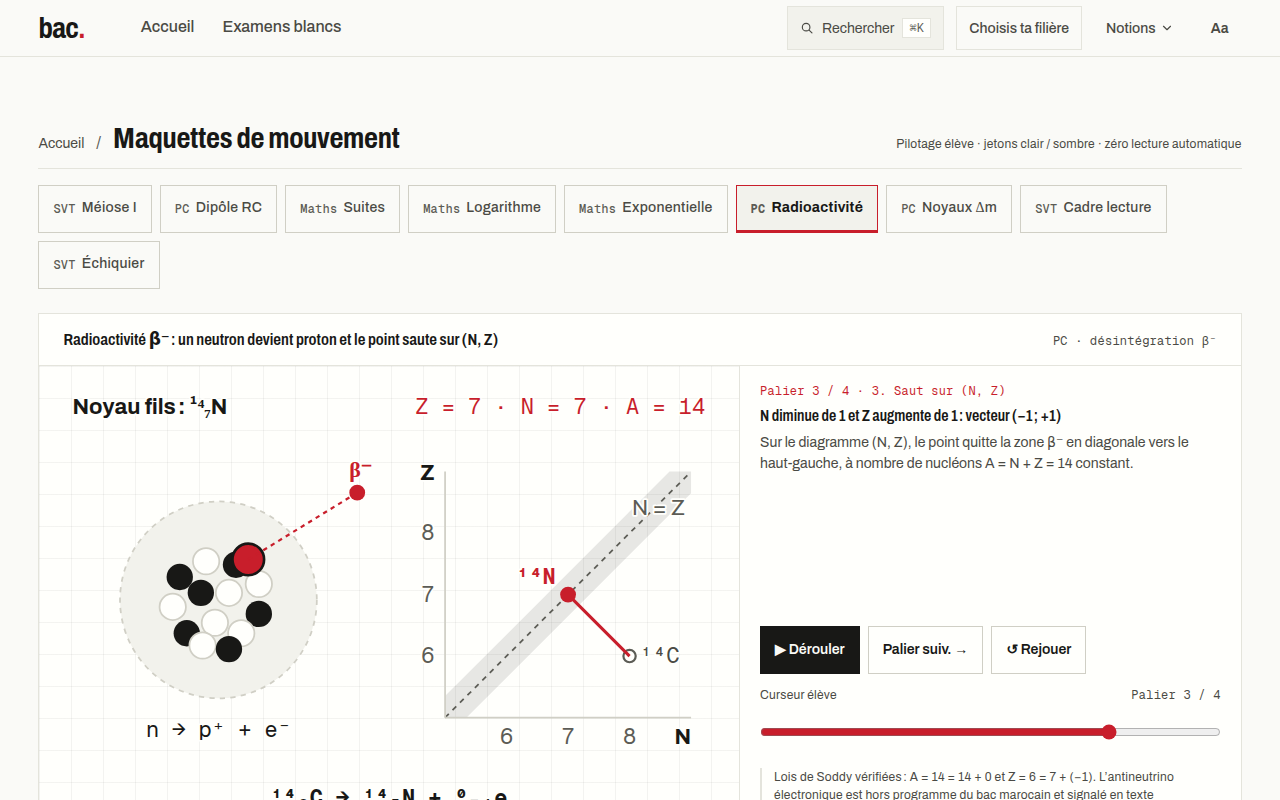 bac.
Accueil
Examens blancs
Rechercher ⌘K
Choisis ta filière
Notions
Aa
Accueil / Maquettes de mouvement
Pilotage élève · jetons clair / sombre · zéro lecture automatique
SVT Méiose I
PC Dipôle RC
Maths Suites
Maths Logarithme
Maths Exponentielle
PC Radioactivité
PC Noyaux Δm
SVT Cadre lecture
SVT Échiquier
Radioactivité β⁻ : un neutron devient proton et le point saute sur (N, Z)
PC · désintégration β⁻
Noyau fils : ¹⁴₇N
Z = 7 · N = 7 · A = 14
β⁻
n → p⁺ + e⁻
Z
N = Z
8
7
6
¹⁴N
¹⁴C
6 7 8 N
Palier 3 / 4 · 3. Saut sur (N, Z)
N diminue de 1 et Z augmente de 1 : vecteur (−1 ; +1)
Sur le diagramme (N, Z), le point quitte la zone β⁻ en diagonale vers le
haut-gauche, à nombre de nucléons A = N + Z = 14 constant.
▶ Dérouler
Palier suiv. →
↺ Rejouer
Curseur élève
Palier 3 / 4
Lois de Soddy vérifiées : A = 14 = 14 + 0 et Z = 6 = 7 + (−1). L'antineutrino
électronique est hors programme du bac marocain et signalé en texte